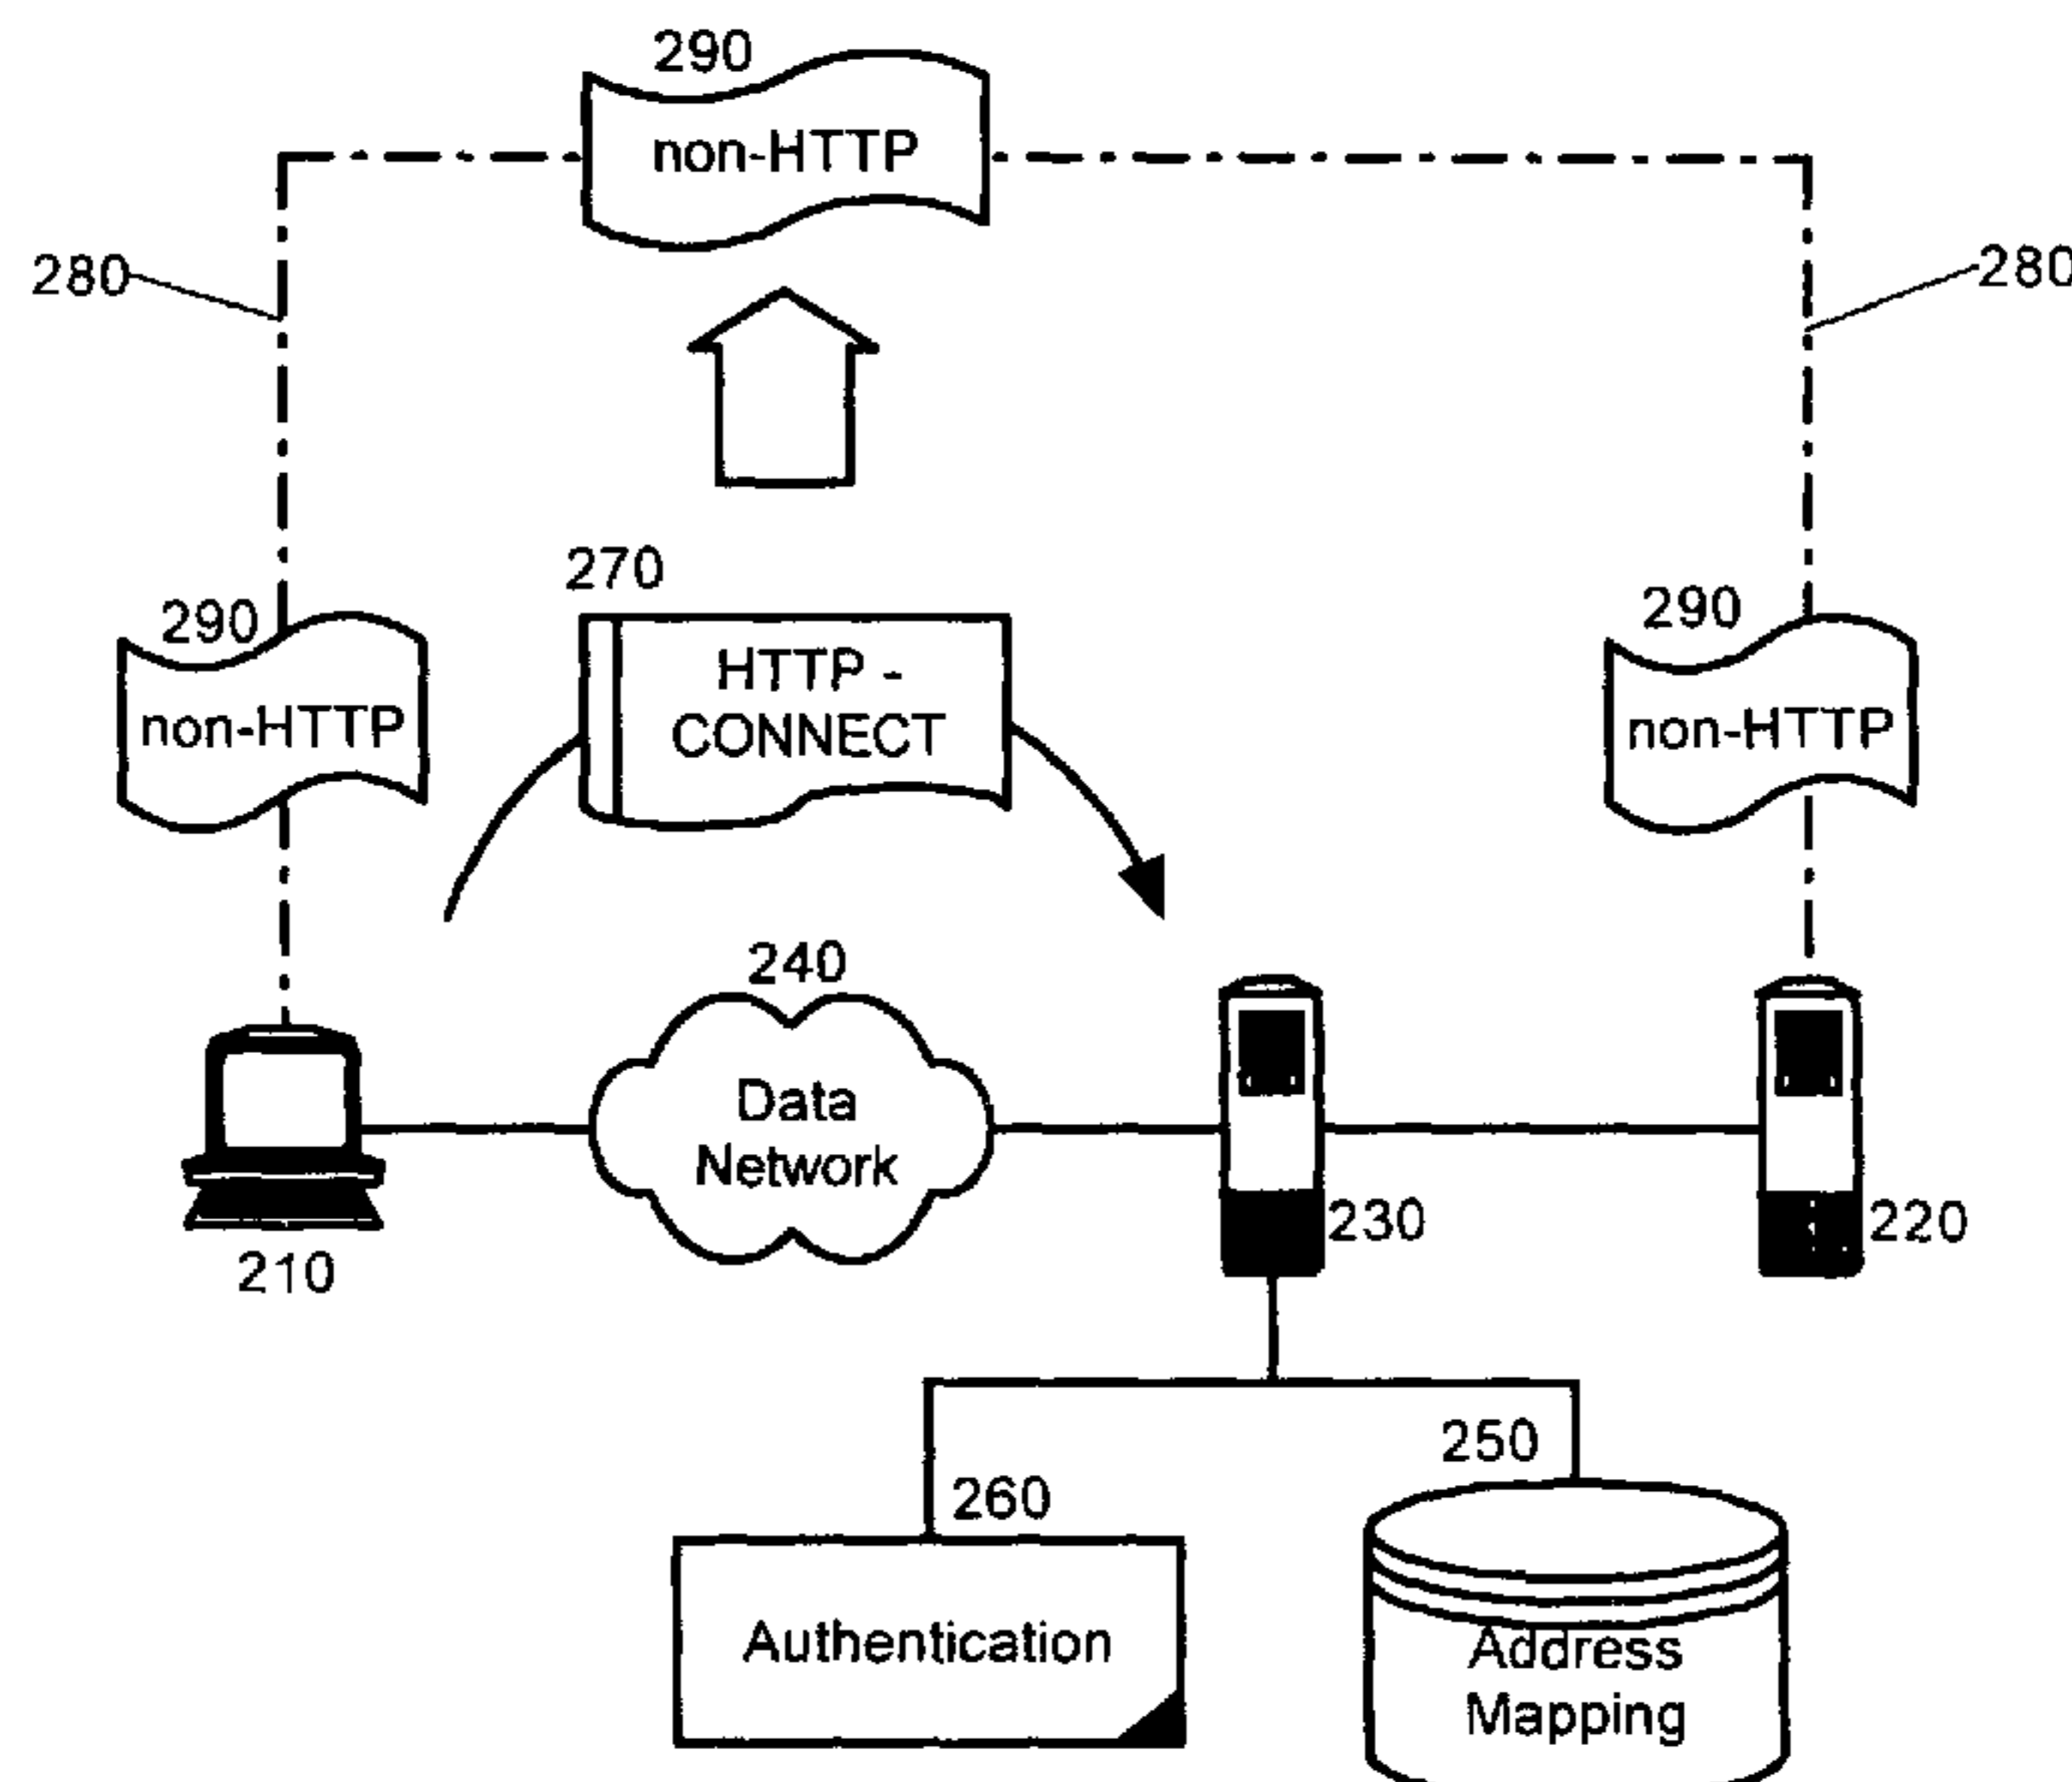 290
non-HTTP
280
280
270
290
non-HTTP
HTTP -
CONNECT
290
non-HTTP
240
Data
Network
210
230
220
250
260
Authentication
Address
Mapping